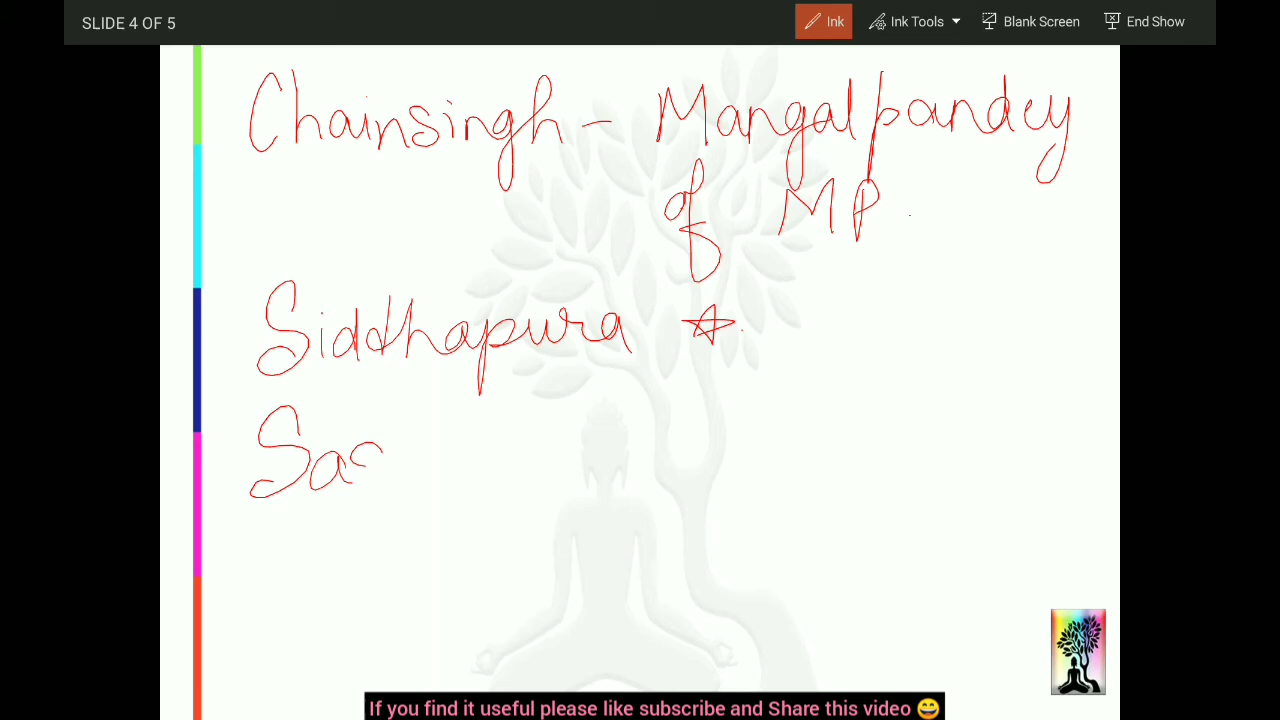 SLIDE 4 OF 5
Ink Ink Tools Blank Screen End Show
Chainsingh - Mangalpandey
of MP.
Siddhapura
Sas
If you find it useful please like subscribe and Share this video 😄